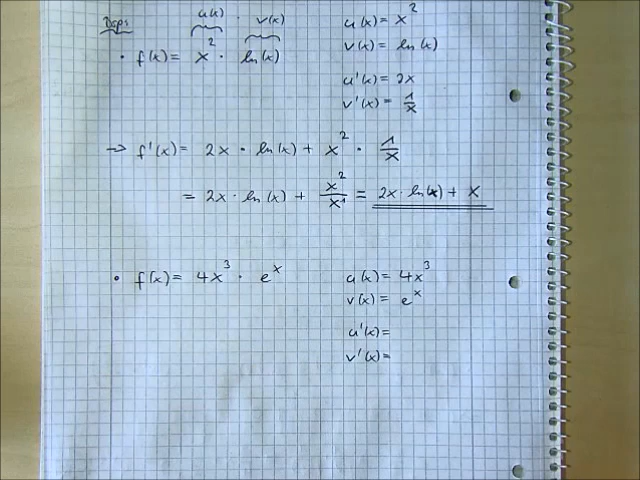 Bsps
u(x) · v(x)
• f(x) = x² · ln(x)
u(x) = x²
v(x) = ln(x)
u'(x) = 2x
v'(x) = 1/x
→ f'(x) = 2x · ln(x) + x² · 1/x
= 2x · ln(x) + x²/x¹ = 2x · ln(x) + x
• f(x) = 4x³ · eˣ
u(x) = 4x³
v(x) = eˣ
u'(x) =
v'(x) =